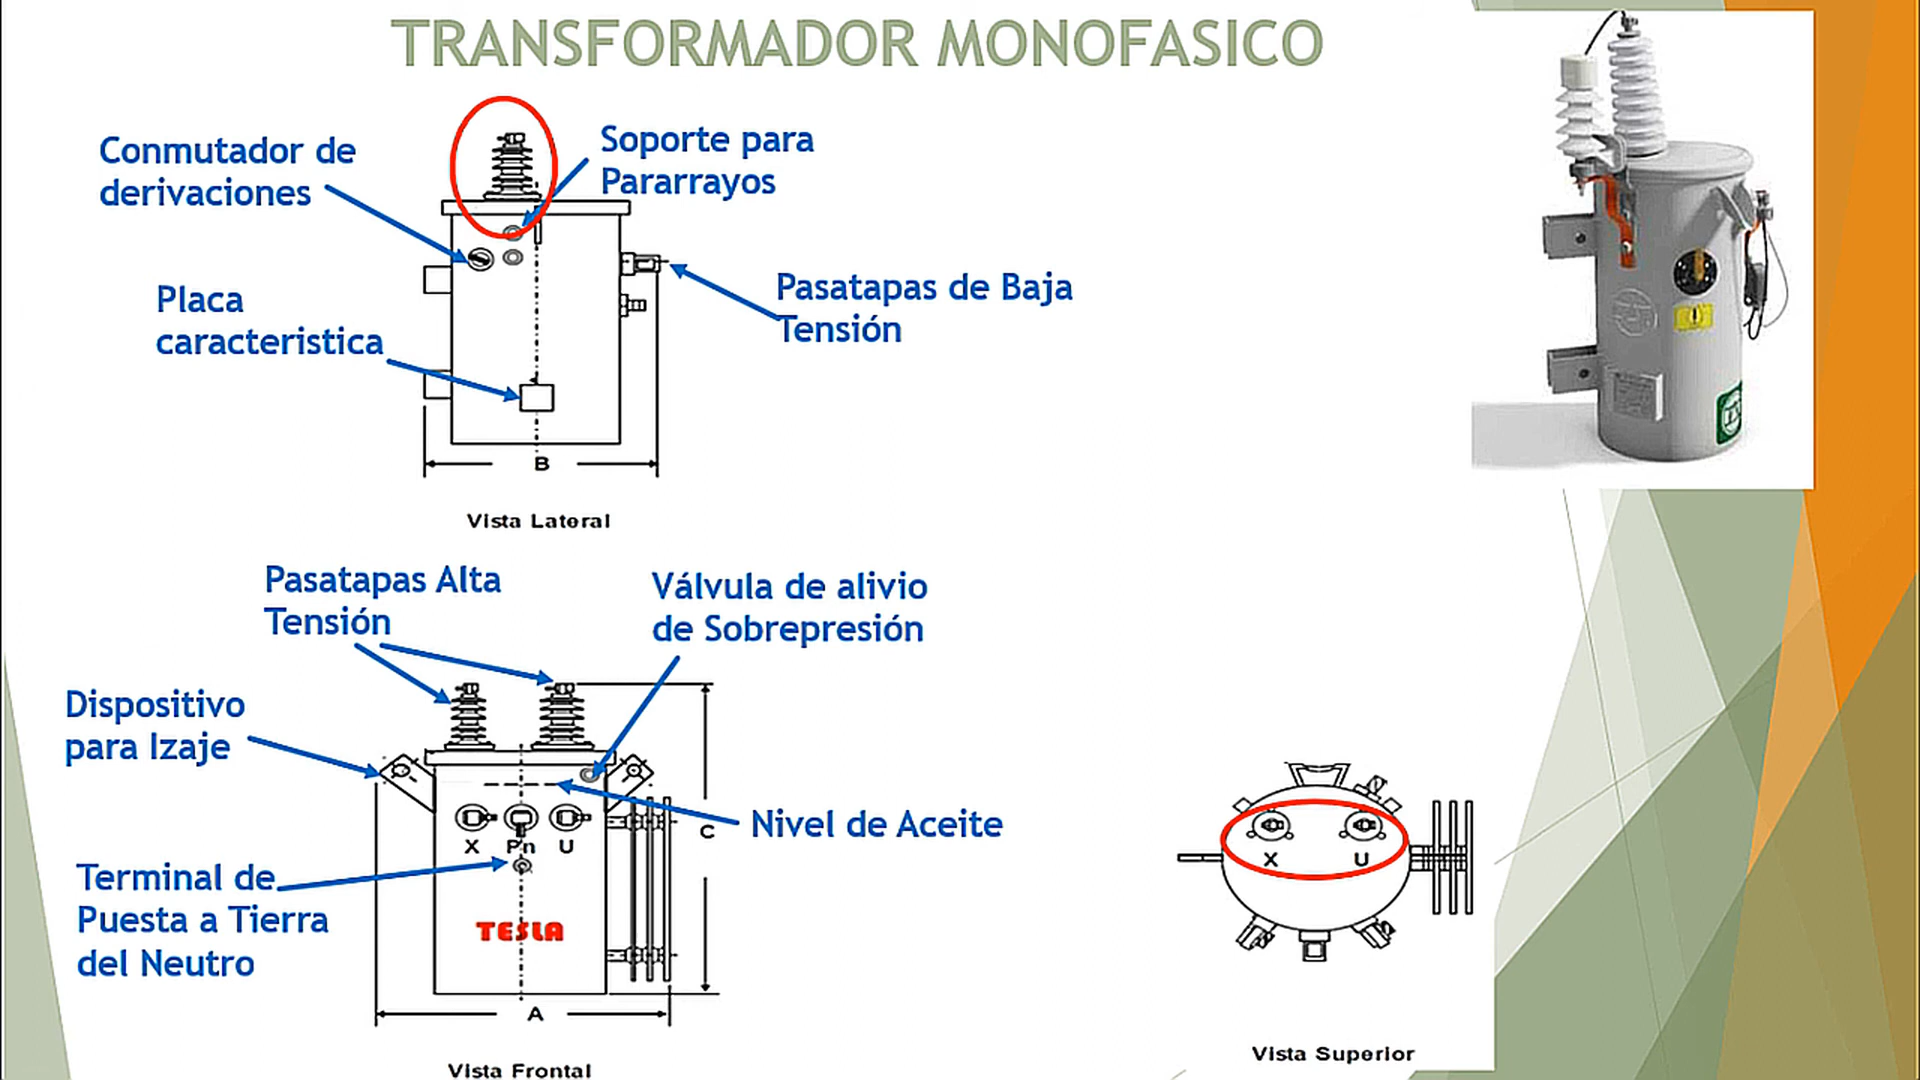 TRANSFORMADOR MONOFASICO
Conmutador de
derivaciones
Soporte para
Pararrayos
Placa
caracteristica
Pasatapas de Baja
Tensión
B
Vista Lateral
Pasatapas Alta
Tensión
Válvula de alivio
de Sobrepresión
Dispositivo
para Izaje
Nivel de Aceite
C
X Pn U
Terminal de
Puesta a Tierra
del Neutro
TESLA
A
Vista Frontal
X U
Vista Superior